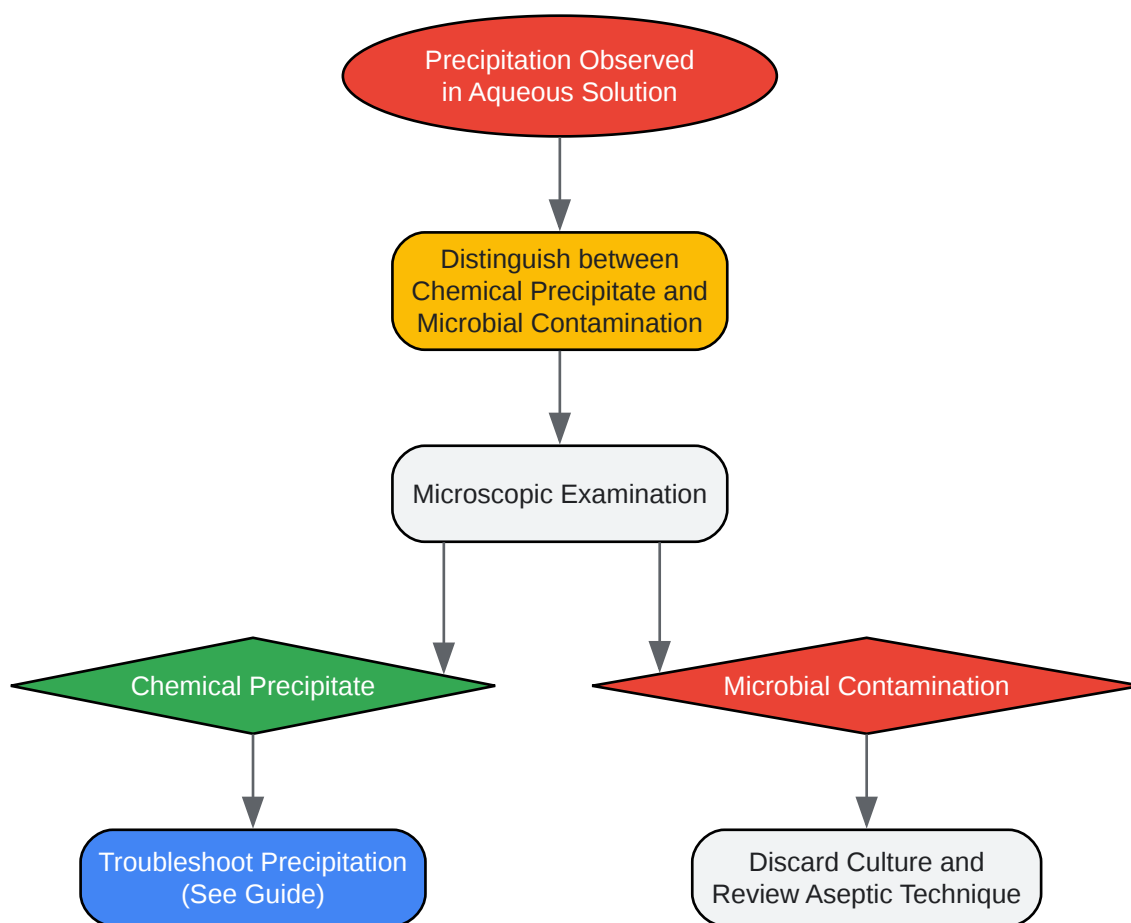 Precipitation Observed
in Aqueous Solution
Distinguish between
Chemical Precipitate and
Microbial Contamination
Microscopic Examination
Chemical Precipitate
Microbial Contamination
Troubleshoot Precipitation
(See Guide)
Discard Culture and
Review Aseptic Technique